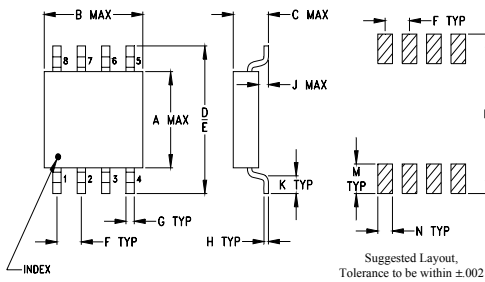 B MAX
C MAX
F TYP
8 7 6 5
J MAX
A MAX
D
E
K TYP
M
TYP
1 2 3 4
G TYP
F TYP
H TYP
N TYP
INDEX
Suggested Layout,
Tolerance to be within ±.002